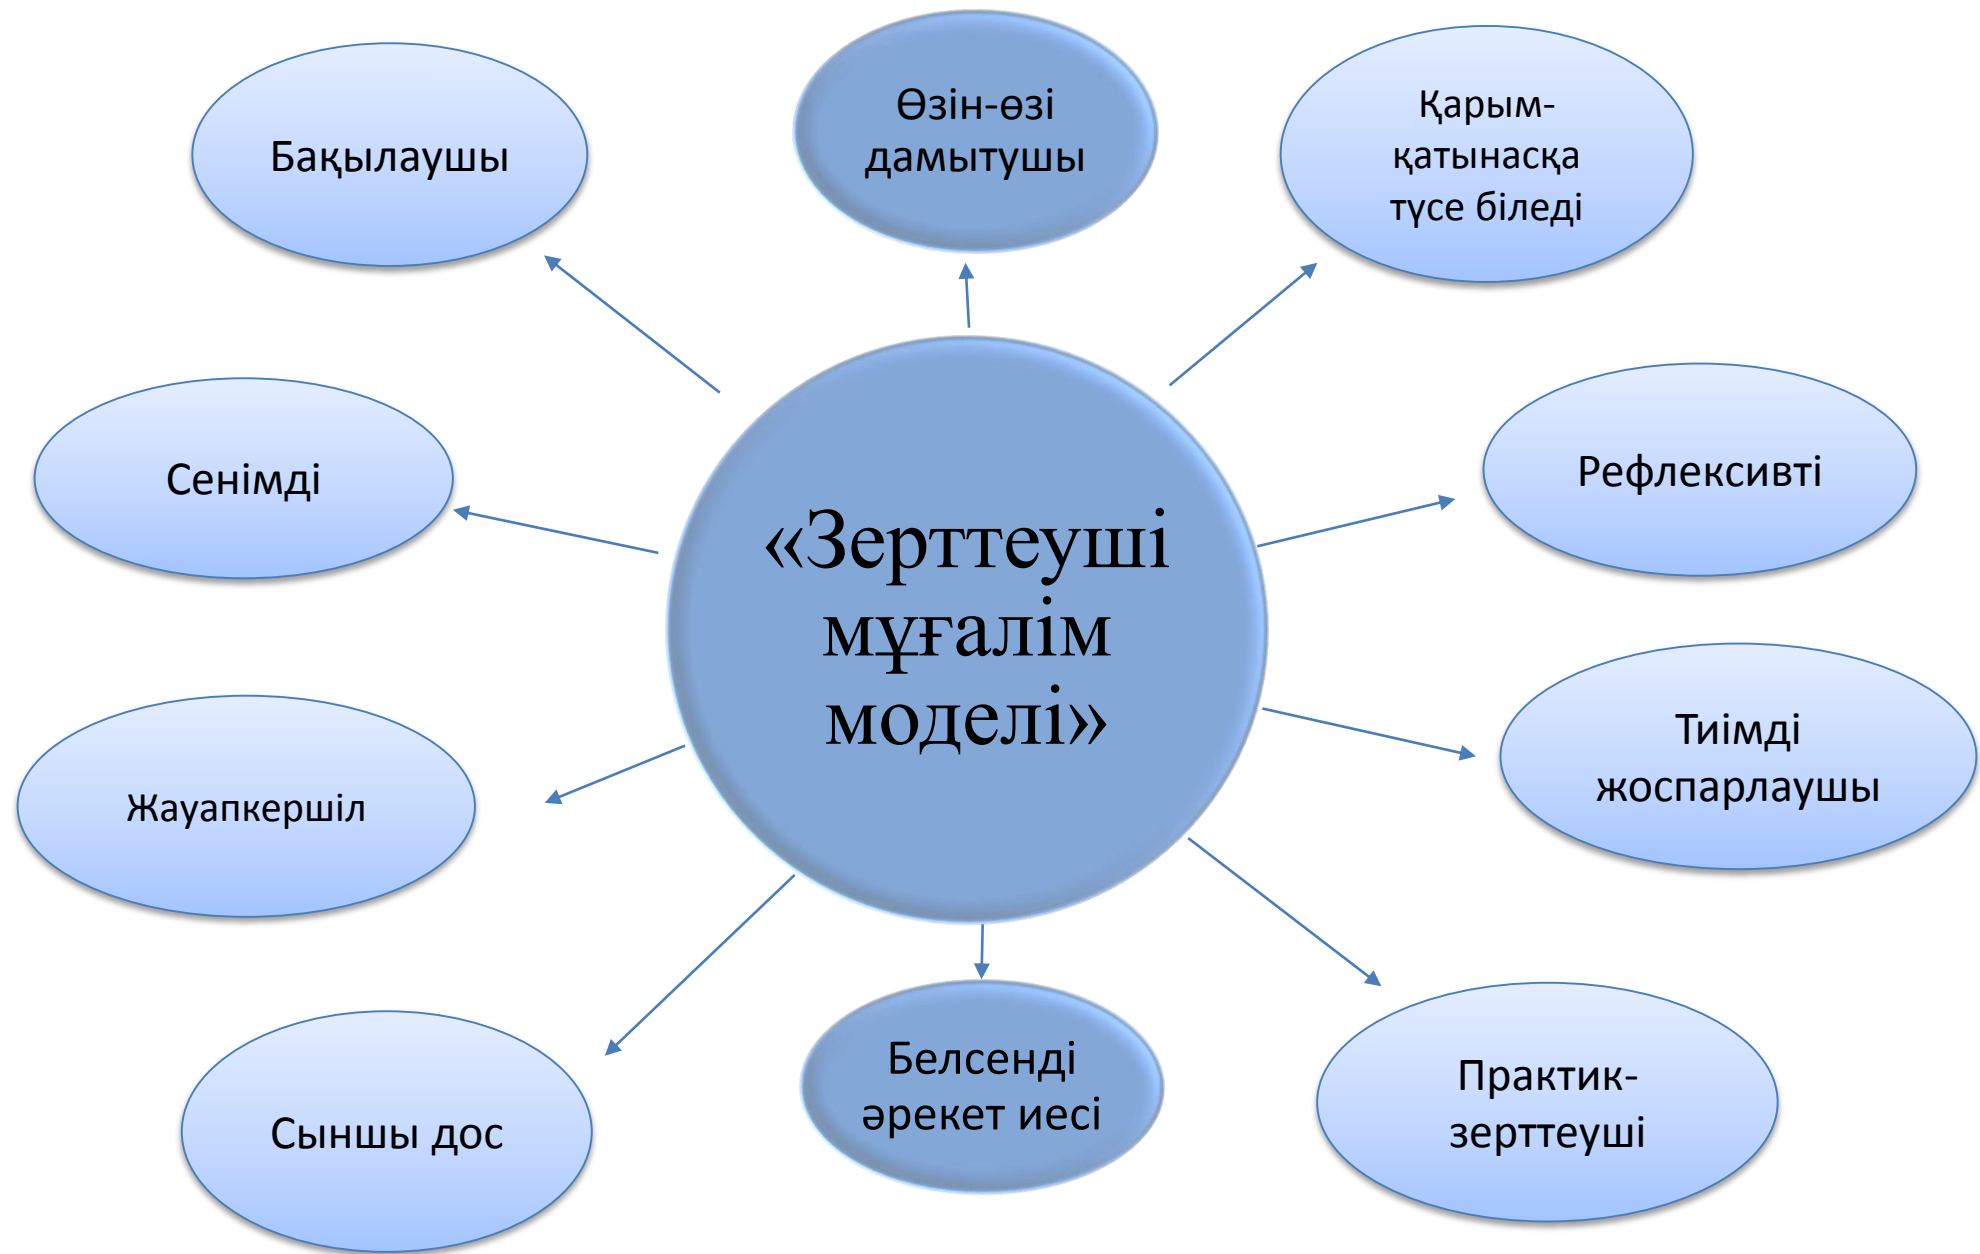 Бақылаушы
Өзін-өзі
дамытушы
Қарым-
қатынасқа
түсе біледі
Сенімді
Рефлексивті
«Зерттеуші
мұғалім
моделі»
Жауапкершіл
Тиімді
жоспарлаушы
Сыншы дос
Белсенді
әрекет иесі
Практик-
зерттеуші